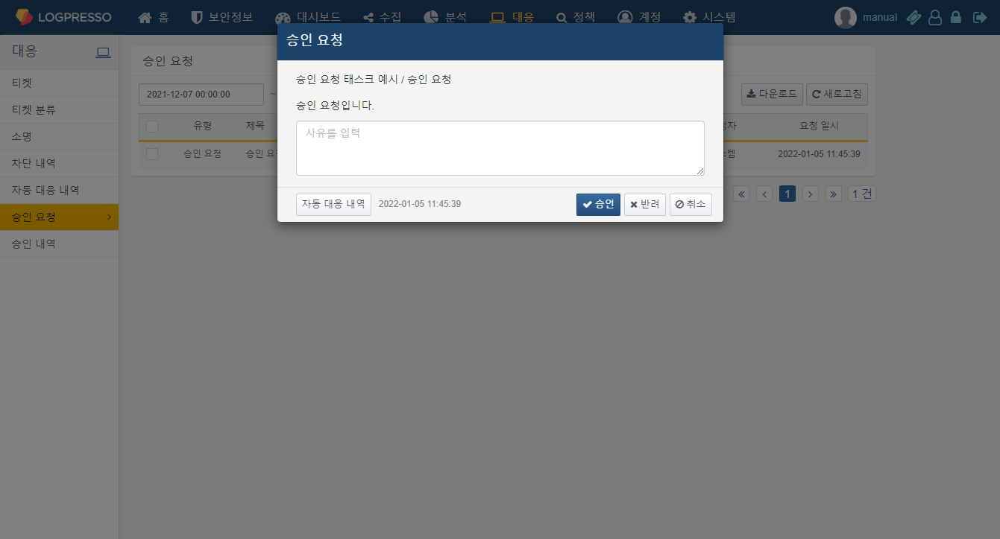 LOGPRESSO 홈 보안정보 대시보드 수집 분석 대응 정책 계정 시스템 manual
대응
티켓
티켓 분류
소명
차단 내역
자동 대응 내역
승인 요청
승인 내역
승인 요청
2021-12-07 00:00:00 ~
다운로드 새로고침
유형 제목 요청 일시
승인 요청 승인 2022-01-05 11:45:39
« ‹ 1 › » 1 건
승인 요청
승인 요청 태스크 예시 / 승인 요청
승인 요청입니다.
사유를 입력
자동 대응 내역 2022-01-05 11:45:39 승인 반려 취소